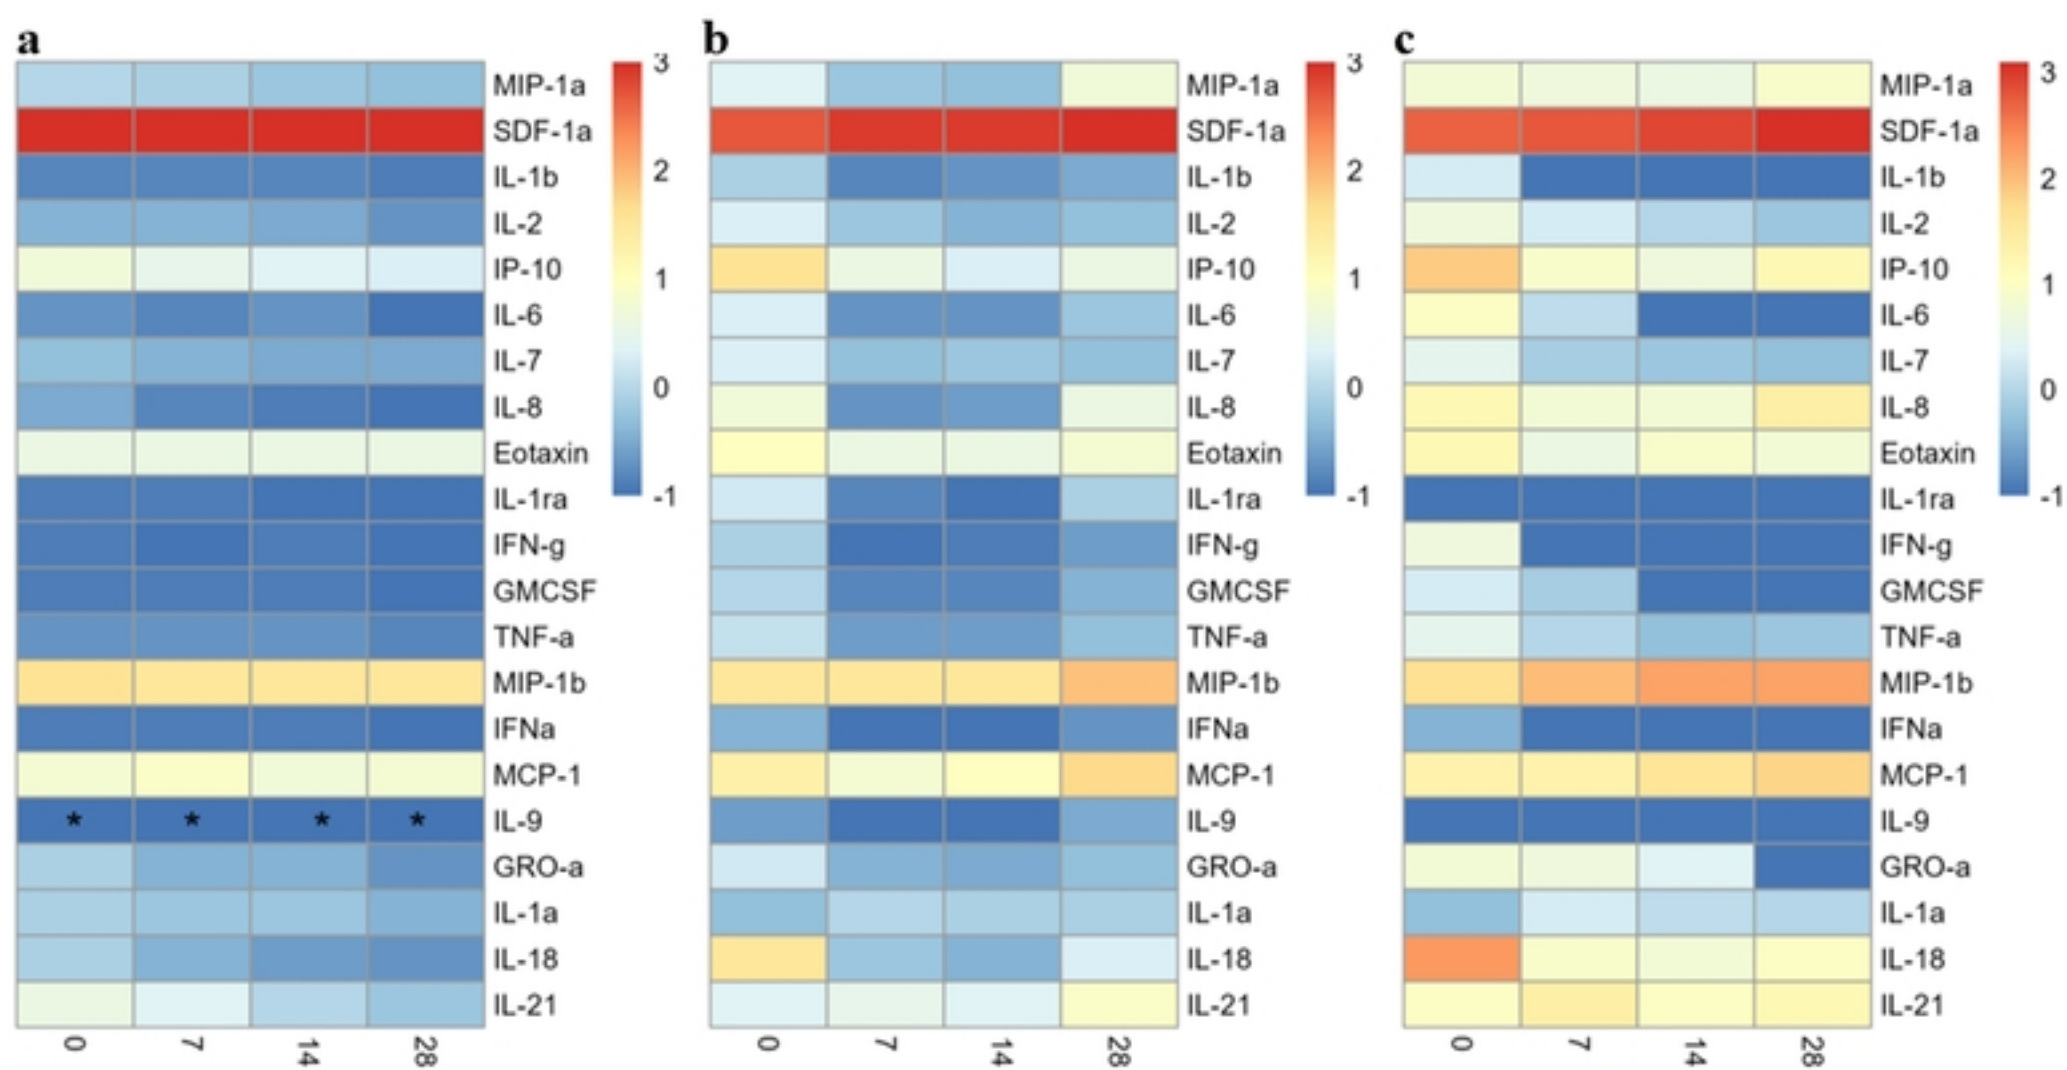 a
b
c
MIP-1a
SDF-1a
IL-1b
IL-2
IP-10
IL-6
IL-7
IL-8
Eotaxin
IL-1ra
IFN-g
GMCSF
TNF-a
MIP-1b
IFNa
MCP-1
IL-9
* * * *
GRO-a
IL-1a
IL-18
IL-21
0 7 14 28
3
2
1
0
-1
MIP-1a
SDF-1a
IL-1b
IL-2
IP-10
IL-6
IL-7
IL-8
Eotaxin
IL-1ra
IFN-g
GMCSF
TNF-a
MIP-1b
IFNa
MCP-1
IL-9
GRO-a
IL-1a
IL-18
IL-21
0 7 14 28
3
2
1
0
-1
MIP-1a
SDF-1a
IL-1b
IL-2
IP-10
IL-6
IL-7
IL-8
Eotaxin
IL-1ra
IFN-g
GMCSF
TNF-a
MIP-1b
IFNa
MCP-1
IL-9
GRO-a
IL-1a
IL-18
IL-21
0 7 14 28
3
2
1
0
-1